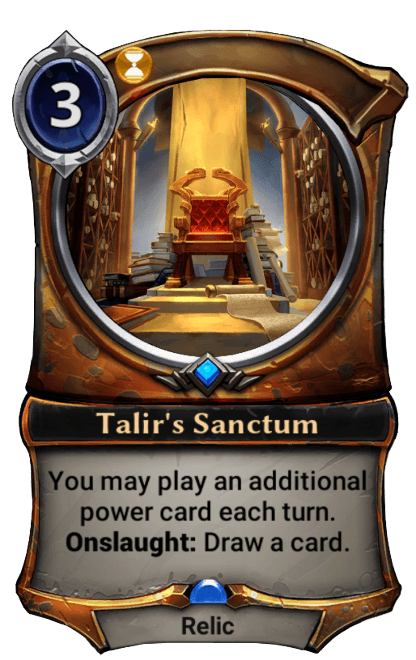 3
Talir's Sanctum
You may play an additional
power card each turn.
Onslaught: Draw a card.
Relic